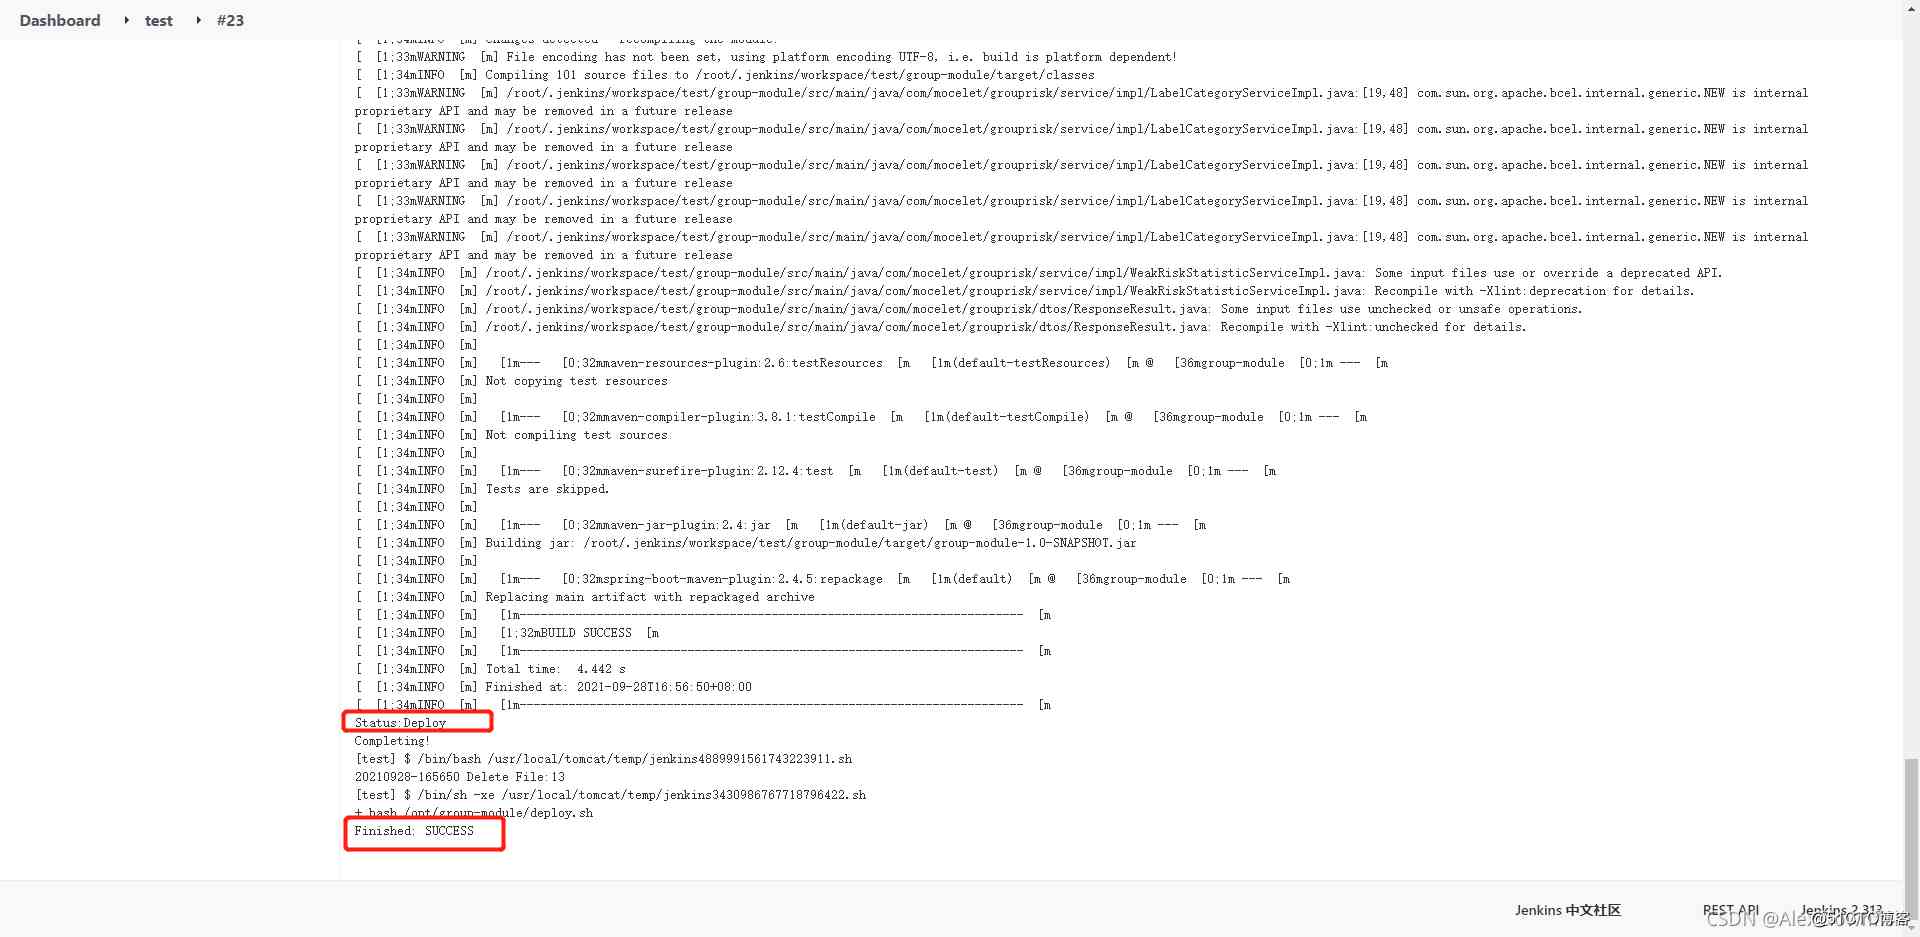 Dashboard test #23
[ [1;34mINFO [m] Changes detected - recompiling the module!
[ [1;33mWARNING [m] File encoding has not been set, using platform encoding UTF-8, i.e. build is platform dependent!
[ [1;34mINFO [m] Compiling 101 source files to /root/.jenkins/workspace/test/group-module/target/classes
[ [1;33mWARNING [m] /root/.jenkins/workspace/test/group-module/src/main/java/com/mocelet/grouprisk/service/impl/LabelCategoryServiceImpl.java:[19,48] com.sun.org.apache.bcel.internal.generic.NEW is internal
proprietary API and may be removed in a future release
[ [1;33mWARNING [m] /root/.jenkins/workspace/test/group-module/src/main/java/com/mocelet/grouprisk/service/impl/LabelCategoryServiceImpl.java:[19,48] com.sun.org.apache.bcel.internal.generic.NEW is internal
proprietary API and may be removed in a future release
[ [1;33mWARNING [m] /root/.jenkins/workspace/test/group-module/src/main/java/com/mocelet/grouprisk/service/impl/LabelCategoryServiceImpl.java:[19,48] com.sun.org.apache.bcel.internal.generic.NEW is internal
proprietary API and may be removed in a future release
[ [1;33mWARNING [m] /root/.jenkins/workspace/test/group-module/src/main/java/com/mocelet/grouprisk/service/impl/LabelCategoryServiceImpl.java:[19,48] com.sun.org.apache.bcel.internal.generic.NEW is internal
proprietary API and may be removed in a future release
[ [1;33mWARNING [m] /root/.jenkins/workspace/test/group-module/src/main/java/com/mocelet/grouprisk/service/impl/LabelCategoryServiceImpl.java:[19,48] com.sun.org.apache.bcel.internal.generic.NEW is internal
proprietary API and may be removed in a future release
[ [1;34mINFO [m] /root/.jenkins/workspace/test/group-module/src/main/java/com/mocelet/grouprisk/service/impl/WeakRiskStatisticServiceImpl.java: Some input files use or override a deprecated API.
[ [1;34mINFO [m] /root/.jenkins/workspace/test/group-module/src/main/java/com/mocelet/grouprisk/service/impl/WeakRiskStatisticServiceImpl.java: Recompile with -Xlint:deprecation for details.
[ [1;34mINFO [m] /root/.jenkins/workspace/test/group-module/src/main/java/com/mocelet/grouprisk/dtos/ResponseResult.java: Some input files use unchecked or unsafe operations.
[ [1;34mINFO [m] /root/.jenkins/workspace/test/group-module/src/main/java/com/mocelet/grouprisk/dtos/ResponseResult.java: Recompile with -Xlint:unchecked for details.
[ [1;34mINFO [m]
[ [1;34mINFO [m] [1m--- [0;32mmaven-resources-plugin:2.6:testResources [m [1m(default-testResources) [m @ [36mgroup-module [0;1m --- [m
[ [1;34mINFO [m] Not copying test resources
[ [1;34mINFO [m]
[ [1;34mINFO [m] [1m--- [0;32mmaven-compiler-plugin:3.8.1:testCompile [m [1m(default-testCompile) [m @ [36mgroup-module [0;1m --- [m
[ [1;34mINFO [m] Not compiling test sources
[ [1;34mINFO [m]
[ [1;34mINFO [m] [1m--- [0;32mmaven-surefire-plugin:2.12.4:test [m [1m(default-test) [m @ [36mgroup-module [0;1m --- [m
[ [1;34mINFO [m] Tests are skipped.
[ [1;34mINFO [m]
[ [1;34mINFO [m] [1m--- [0;32mmaven-jar-plugin:2.4:jar [m [1m(default-jar) [m @ [36mgroup-module [0;1m --- [m
[ [1;34mINFO [m] Building jar: /root/.jenkins/workspace/test/group-module/target/group-module-1.0-SNAPSHOT.jar
[ [1;34mINFO [m]
[ [1;34mINFO [m] [1m--- [0;32mspring-boot-maven-plugin:2.4.5:repackage [m [1m(default) [m @ [36mgroup-module [0;1m --- [m
[ [1;34mINFO [m] Replacing main artifact with repackaged archive
[ [1;34mINFO [m] [1m------------------------------------------------------------------------ [m
[ [1;34mINFO [m] [1;32mBUILD SUCCESS [m
[ [1;34mINFO [m] [1m------------------------------------------------------------------------ [m
[ [1;34mINFO [m] Total time: 4.442 s
[ [1;34mINFO [m] Finished at: 2021-09-28T16:56:50+08:00
[ [1;34mINFO [m] [1m------------------------------------------------------------------------ [m
Status:Deploy
Completing!
[test] $ /bin/bash /usr/local/tomcat/temp/jenkins4889991561743223911.sh
20210928-165650 Delete File:13
[test] $ /bin/sh -xe /usr/local/tomcat/temp/jenkins3430986767718796422.sh
+ bash /opt/group-module/deploy.sh
Finished: SUCCESS
Jenkins 中文社区 REST API Jenkins 2.313
CSDN @Alex @51CTO博客